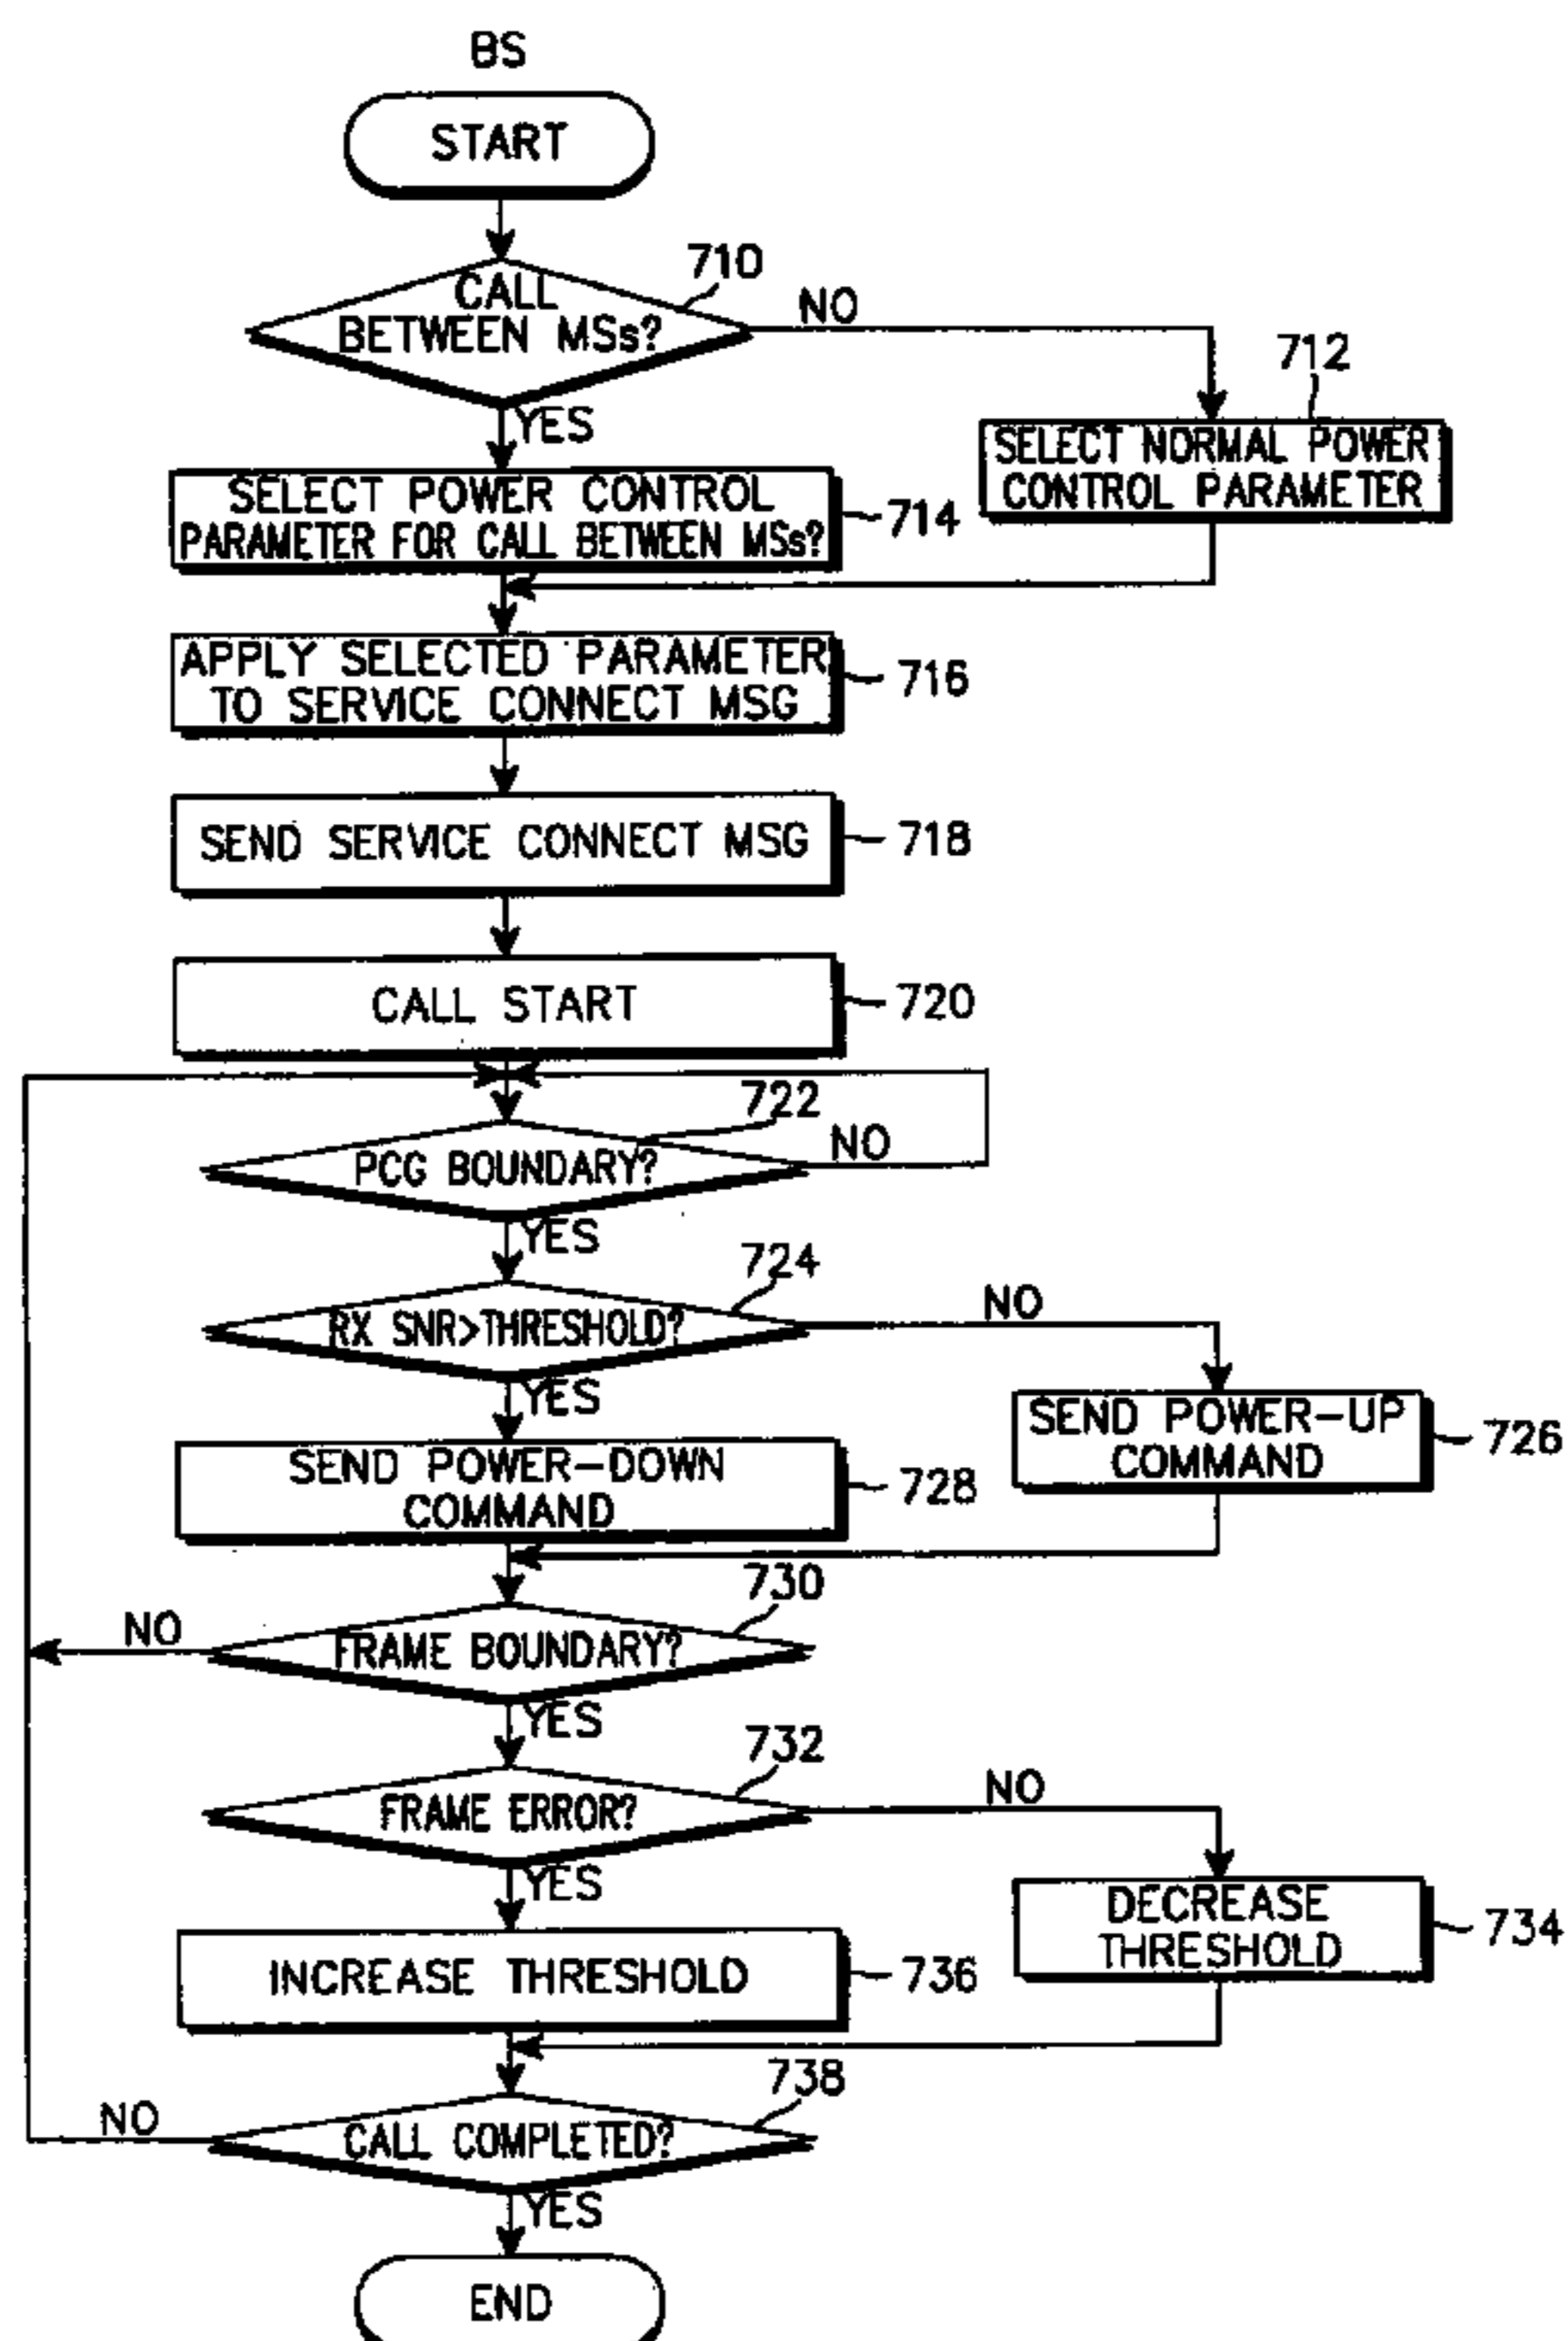 BS
START
710
CALL
BETWEEN MSs?
NO
YES
712
SELECT NORMAL POWER
CONTROL PARAMETER
SELECT POWER CONTROL
PARAMETER FOR CALL BETWEEN MSs?
714
APPLY SELECTED PARAMETER
TO SERVICE CONNECT MSG
716
SEND SERVICE CONNECT MSG
718
CALL START
720
722
PCG BOUNDARY?
NO
YES
724
RX SNR>THRESHOLD?
NO
YES
SEND POWER-UP
COMMAND
726
SEND POWER-DOWN
COMMAND
728
730
FRAME BOUNDARY?
NO
YES
732
FRAME ERROR?
NO
YES
DECREASE
THRESHOLD
734
INCREASE THRESHOLD
736
738
CALL COMPLETED?
NO
YES
END